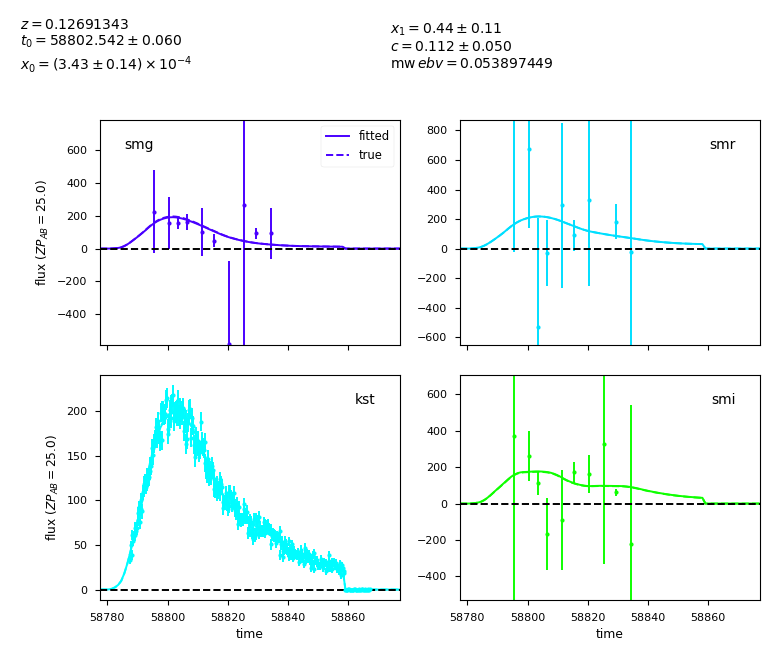 z = 0.12691343
t₀ = 58802.542 ± 0.060
x₀ = (3.43 ± 0.14) × 10⁻⁴
x₁ = 0.44 ± 0.11
c = 0.112 ± 0.050
mw ebv = 0.053897449
smg
fitted
true
600
400
200
0
−200
−400
flux (ZP_AB = 25.0)
smr
800
600
400
200
0
−200
−400
−600
kst
200
150
100
50
0
flux (ZP_AB = 25.0)
58780 58800 58820 58840 58860
time
smi
600
400
200
0
−200
−400
58780 58800 58820 58840 58860
time